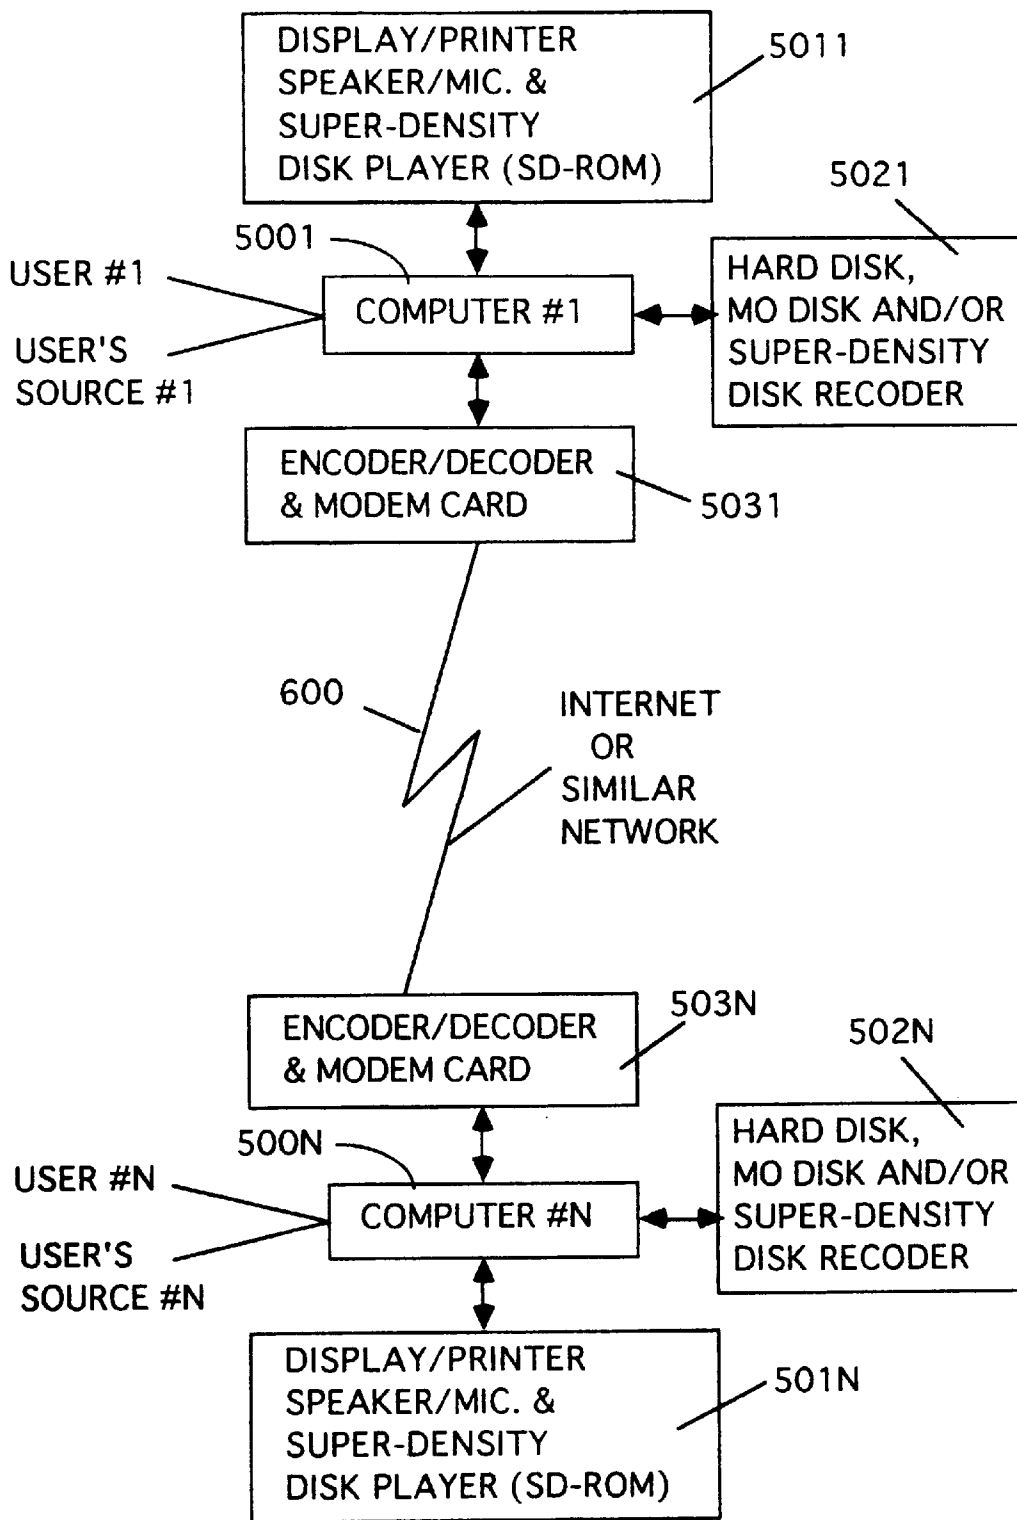 DISPLAY/PRINTER
SPEAKER/MIC. &
SUPER-DENSITY
DISK PLAYER (SD-ROM)
5011
5021
5001
USER #1
USER'S
SOURCE #1
COMPUTER #1
HARD DISK,
MO DISK AND/OR
SUPER-DENSITY
DISK RECODER
ENCODER/DECODER
& MODEM CARD
5031
600
INTERNET
OR
SIMILAR
NETWORK
503N
ENCODER/DECODER
& MODEM CARD
502N
500N
USER #N
USER'S
SOURCE #N
COMPUTER #N
HARD DISK,
MO DISK AND/OR
SUPER-DENSITY
DISK RECODER
DISPLAY/PRINTER
SPEAKER/MIC. &
SUPER-DENSITY
DISK PLAYER (SD-ROM)
501N